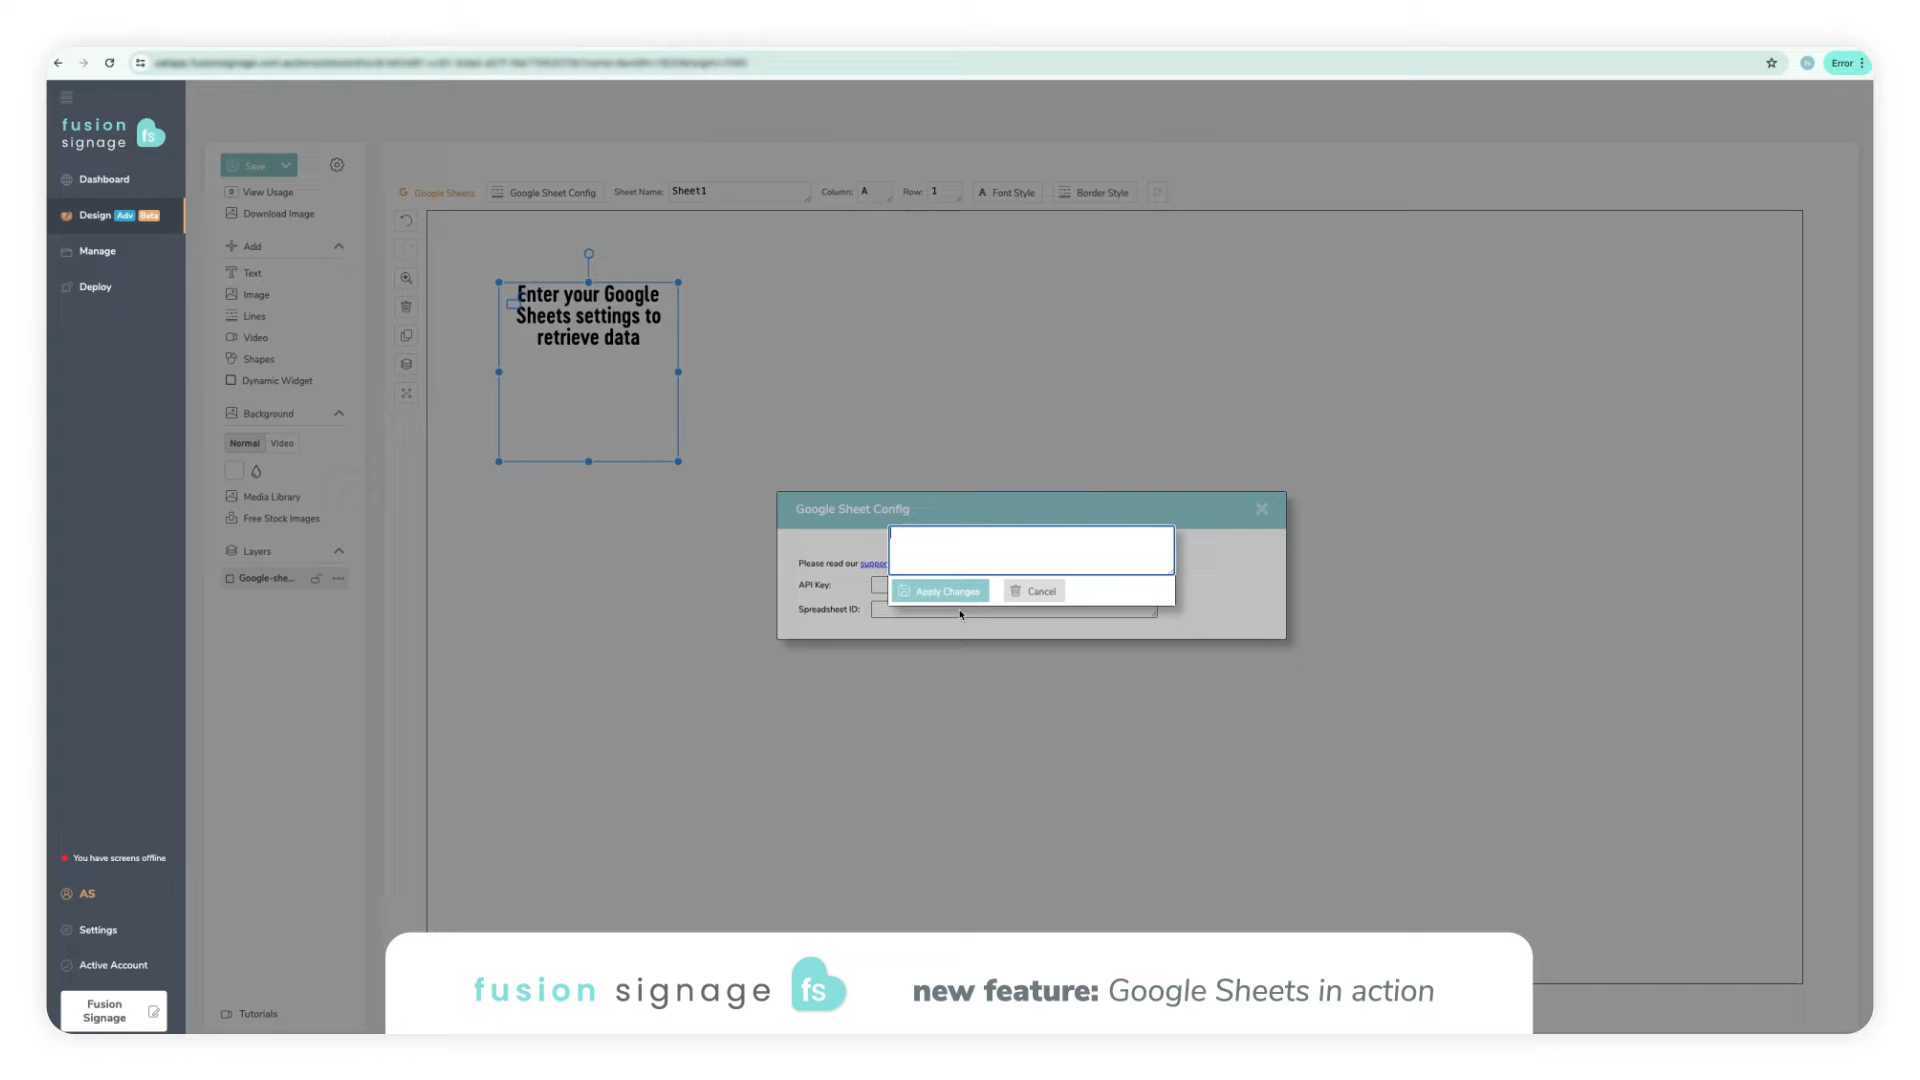 Error
fusion
signage
fs
Dashboard
Design Adv Beta
Manage
Deploy
You have screens offline
AS
Settings
Active Account
Fusion
Signage
Save
View Usage
Download Image
Add
Text
Image
Lines
Video
Shapes
Dynamic Widget
Background
Normal Video
Media Library
Free Stock Images
Layers
Google-she...
Tutorials
G Google Sheets Google Sheet Config Sheet Name: Sheet1 Column: A Row: 1 A Font Style Border Style
Enter your Google
Sheets settings to
retrieve data
Google Sheet Config
Please read our suppor
API Key:
Apply Changes Cancel
Spreadsheet ID:
fusion signage fs new feature: Google Sheets in action